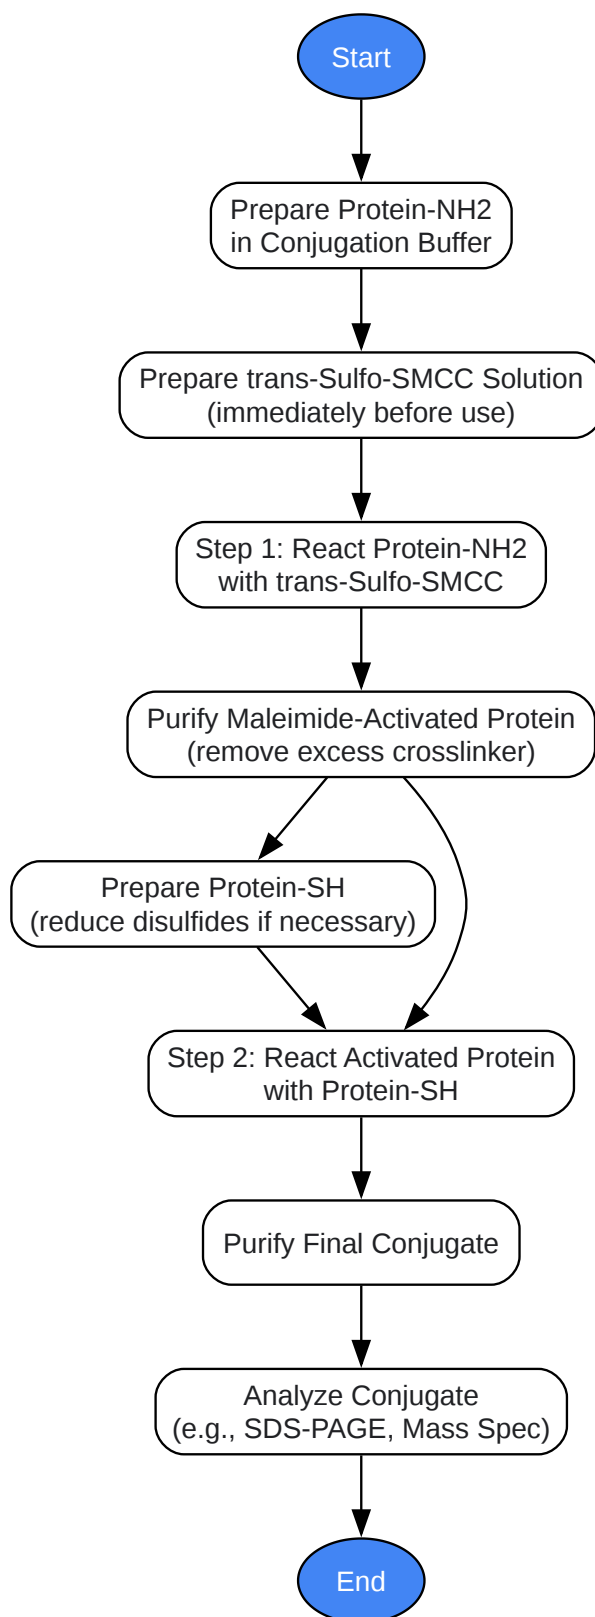 Start
Prepare Protein-NH2
in Conjugation Buffer
Prepare trans-Sulfo-SMCC Solution
(immediately before use)
Step 1: React Protein-NH2
with trans-Sulfo-SMCC
Purify Maleimide-Activated Protein
(remove excess crosslinker)
Prepare Protein-SH
(reduce disulfides if necessary)
Step 2: React Activated Protein
with Protein-SH
Purify Final Conjugate
Analyze Conjugate
(e.g., SDS-PAGE, Mass Spec)
End